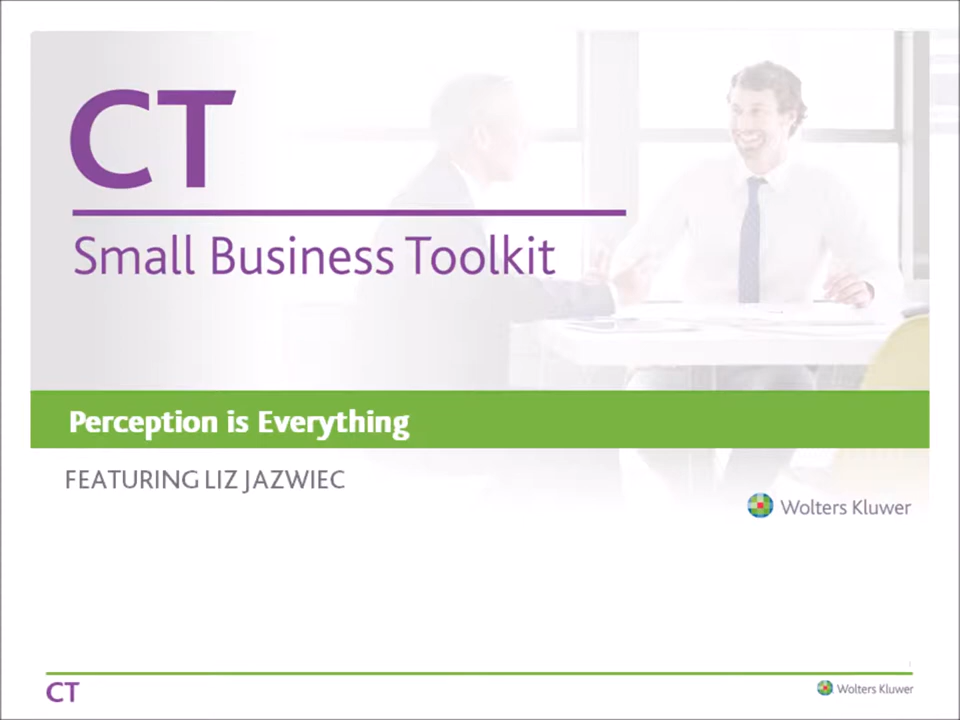 CT
Small Business Toolkit
Perception is Everything
FEATURING LIZ JAZWIEC
Wolters Kluwer
CT
Wolters Kluwer